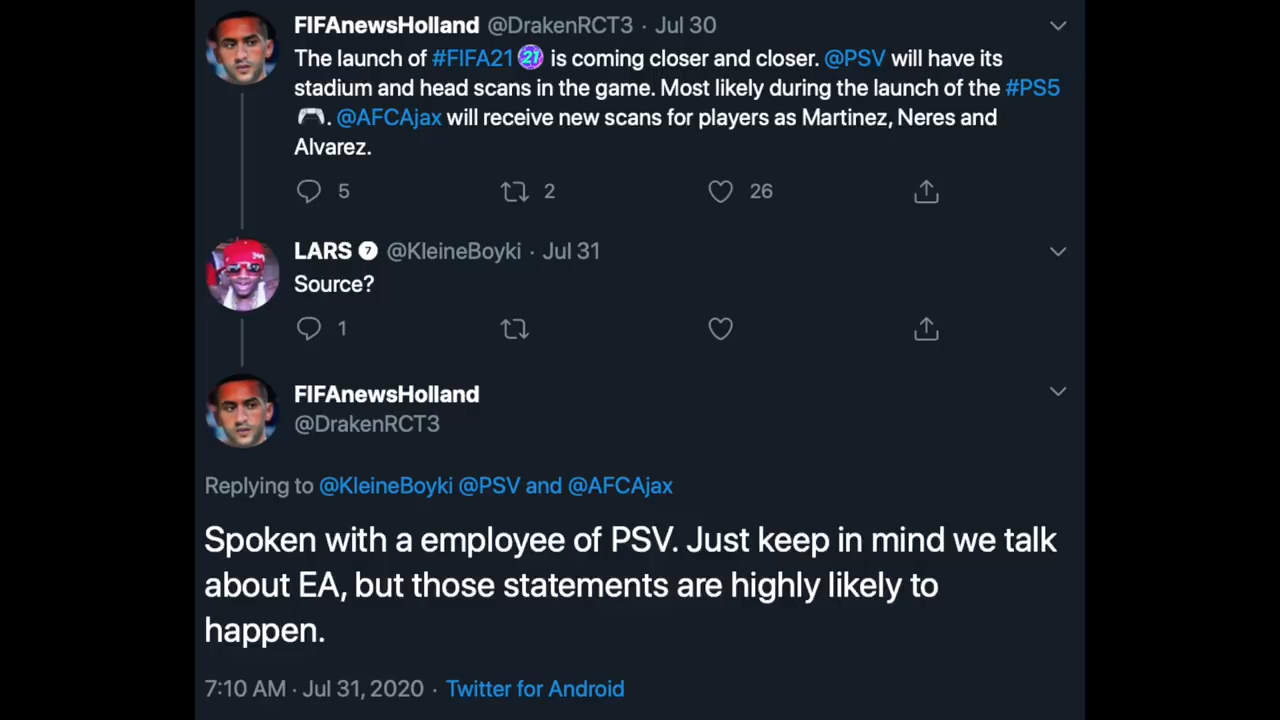 FIFAnewsHolland @DrakenRCT3 · Jul 30
The launch of #FIFA21 21 is coming closer and closer. @PSV will have its
stadium and head scans in the game. Most likely during the launch of the #PS5
🎮. @AFCAjax will receive new scans for players as Martinez, Neres and
Alvarez.
5 2 26
LARS 7 @KleineBoyki · Jul 31
Source?
1
FIFAnewsHolland
@DrakenRCT3
Replying to @KleineBoyki @PSV and @AFCAjax
Spoken with a employee of PSV. Just keep in mind we talk
about EA, but those statements are highly likely to
happen.
7:10 AM · Jul 31, 2020 · Twitter for Android